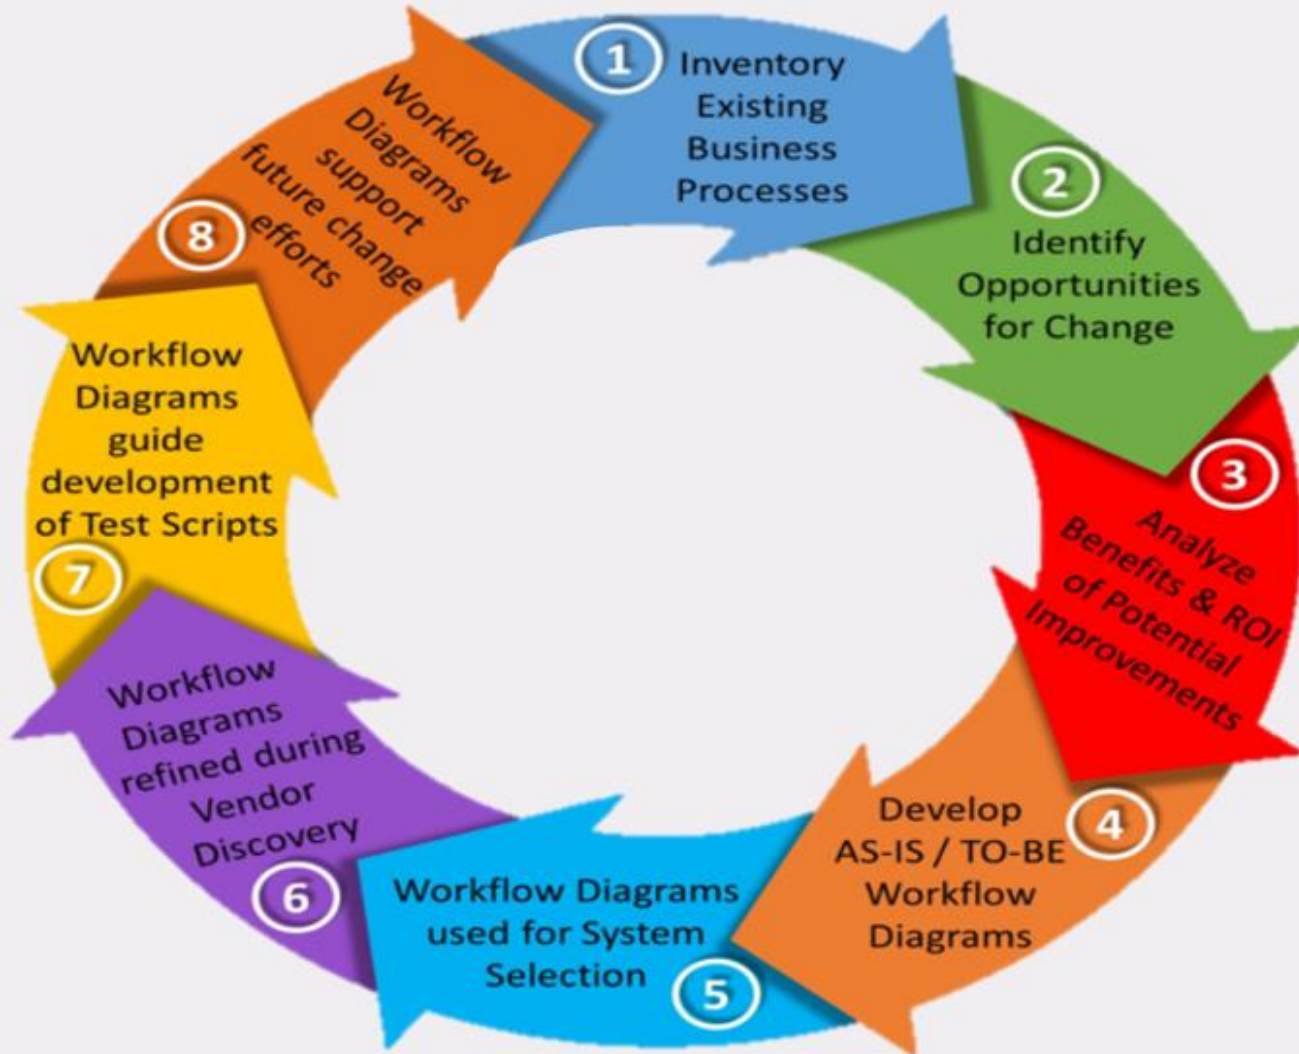 1
Inventory
Existing
Business
Processes
2
Identify
Opportunities
for Change
3
Analyze
Benefits & ROI
of Potential
Improvements
4
Develop
AS-IS / TO-BE
Workflow
Diagrams
5
Workflow Diagrams
used for System
Selection
6
Workflow
Diagrams
refined during
Vendor
Discovery
7
Workflow
Diagrams
guide
development
of Test Scripts
8
Workflow
Diagrams
support
future change
efforts